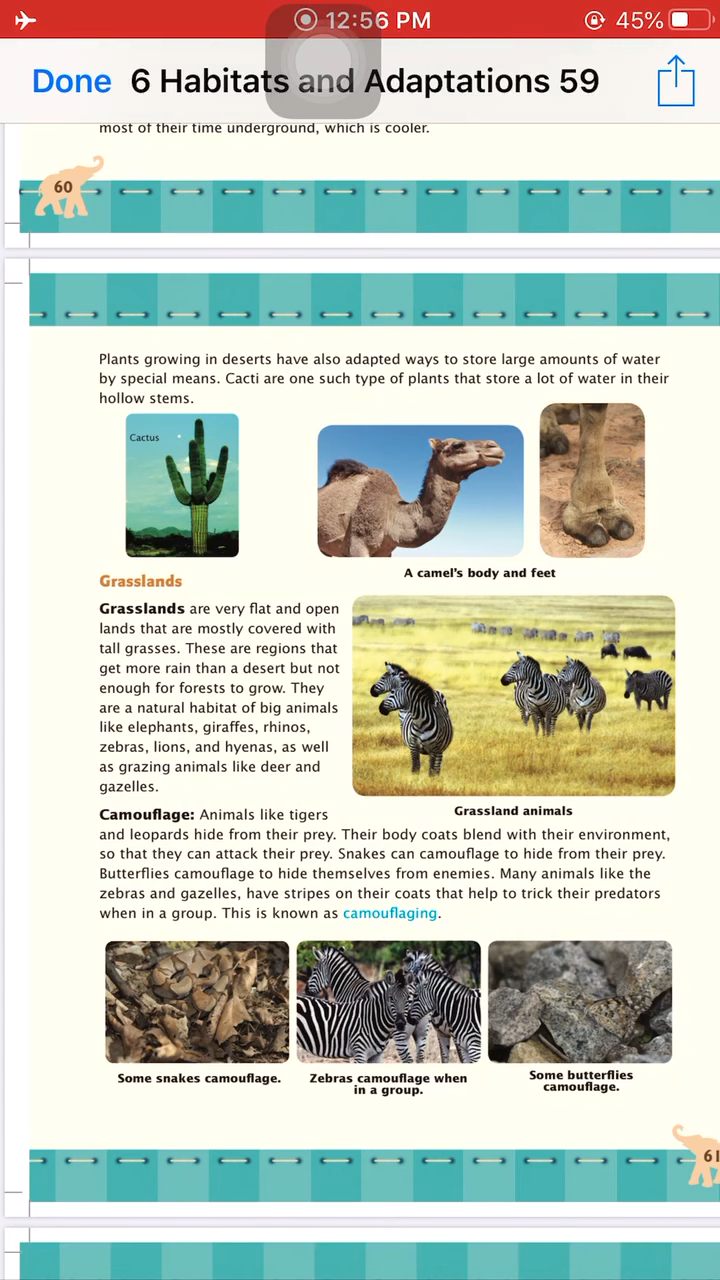 12:56 PM
45%
Done 6 Habitats and Adaptations 59
most of their time underground, which is cooler.
60
Plants growing in deserts have also adapted ways to store large amounts of water
by special means. Cacti are one such type of plants that store a lot of water in their
hollow stems.
Cactus
A camel's body and feet
Grasslands
Grasslands are very flat and open
lands that are mostly covered with
tall grasses. These are regions that
get more rain than a desert but not
enough for forests to grow. They
are a natural habitat of big animals
like elephants, giraffes, rhinos,
zebras, lions, and hyenas, as well
as grazing animals like deer and
gazelles.
Grassland animals
Camouflage: Animals like tigers
and leopards hide from their prey. Their body coats blend with their environment,
so that they can attack their prey. Snakes can camouflage to hide from their prey.
Butterflies camouflage to hide themselves from enemies. Many animals like the
zebras and gazelles, have stripes on their coats that help to trick their predators
when in a group. This is known as camouflaging.
Some snakes camouflage.
Zebras camouflage when
in a group.
Some butterflies
camouflage.
61